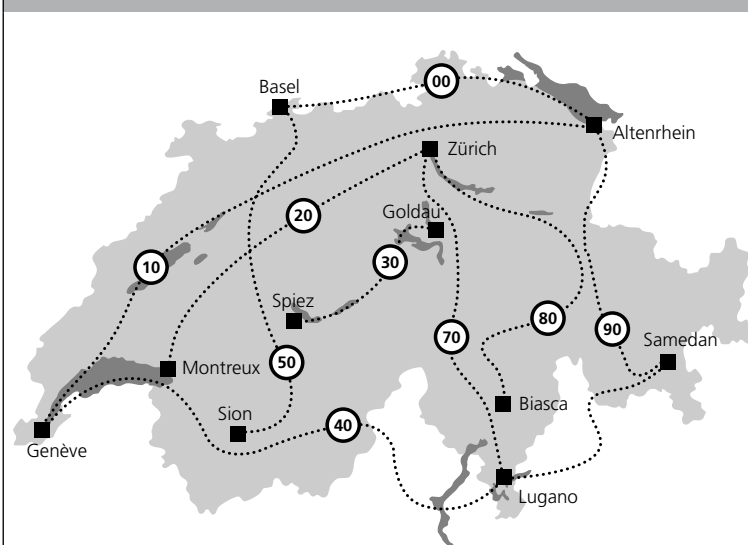 00
Basel
Altenrhein
Zürich
20
Goldau
10
30
Spiez
80
90
70
Samedan
50
Montreux
Biasca
Sion
40
Genève
Lugano